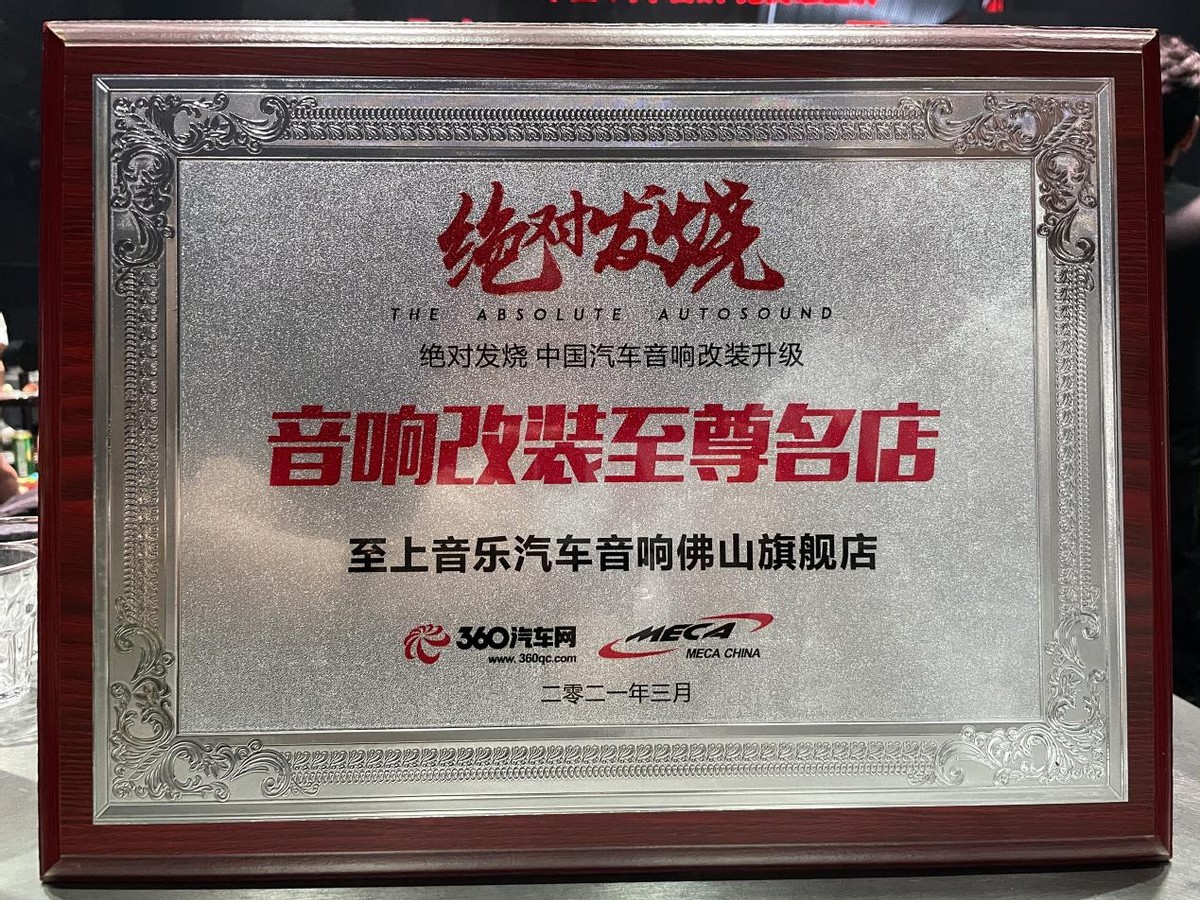 绝对发烧
THE ABSOLUTE AUTOSOUND
绝对发烧 中国汽车音响改装升级
音响改装至尊名店
至上音乐汽车音响佛山旗舰店
360汽车网
www.360qc.com
MECA
MECA CHINA
二零二一年三月